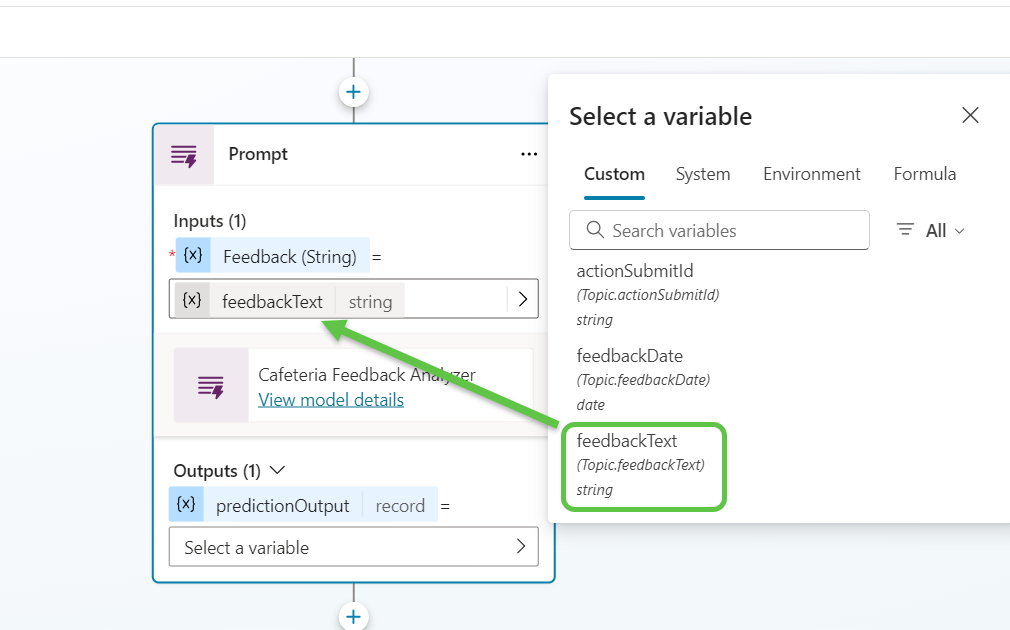 Prompt
...
Inputs (1)
* {x} Feedback (String) =
{x} feedbackText string
Cafeteria Feedback Analyzer
View model details
Outputs (1)
{x} predictionOutput record =
Select a variable
Select a variable
Custom System Environment Formula
Search variables All
actionSubmitId
(Topic.actionSubmitId)
string
feedbackDate
(Topic.feedbackDate)
date
feedbackText
(Topic.feedbackText)
string